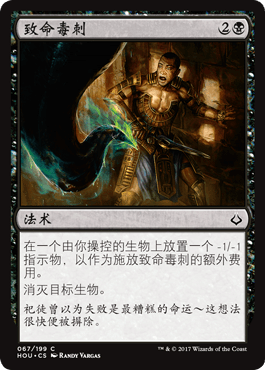 致命毒刺 2
法术
在一个由你操控的生物上放置一个 -1/-1
指示物，以作为施放致命毒刺的额外费
用。
消灭目标生物。
祀徒曾以为失败是最糟糕的命运～这想法
很快便被摒除。
067/199 C
HOU • CS RANDY VARGAS
™ & © 2017 Wizards of the Coast